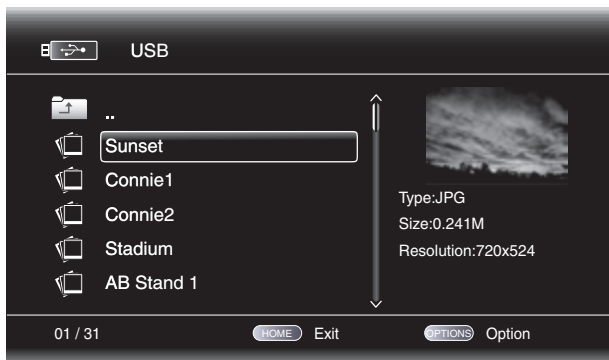 USB
..
Sunset
Connie1
Connie2
Stadium
AB Stand 1
Type:JPG
Size:0.241M
Resolution:720x524
01 / 31
HOME Exit
OPTIONS Option